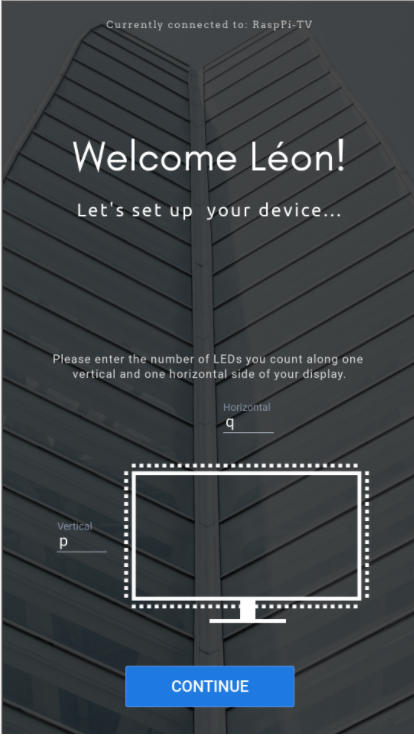 Currently connected to: RaspPi-TV
Welcome Léon!
Let's set up your device...
Please enter the number of LEDs you count along one
vertical and one horizontal side of your display.
Horizontal
q
Vertical
p
CONTINUE